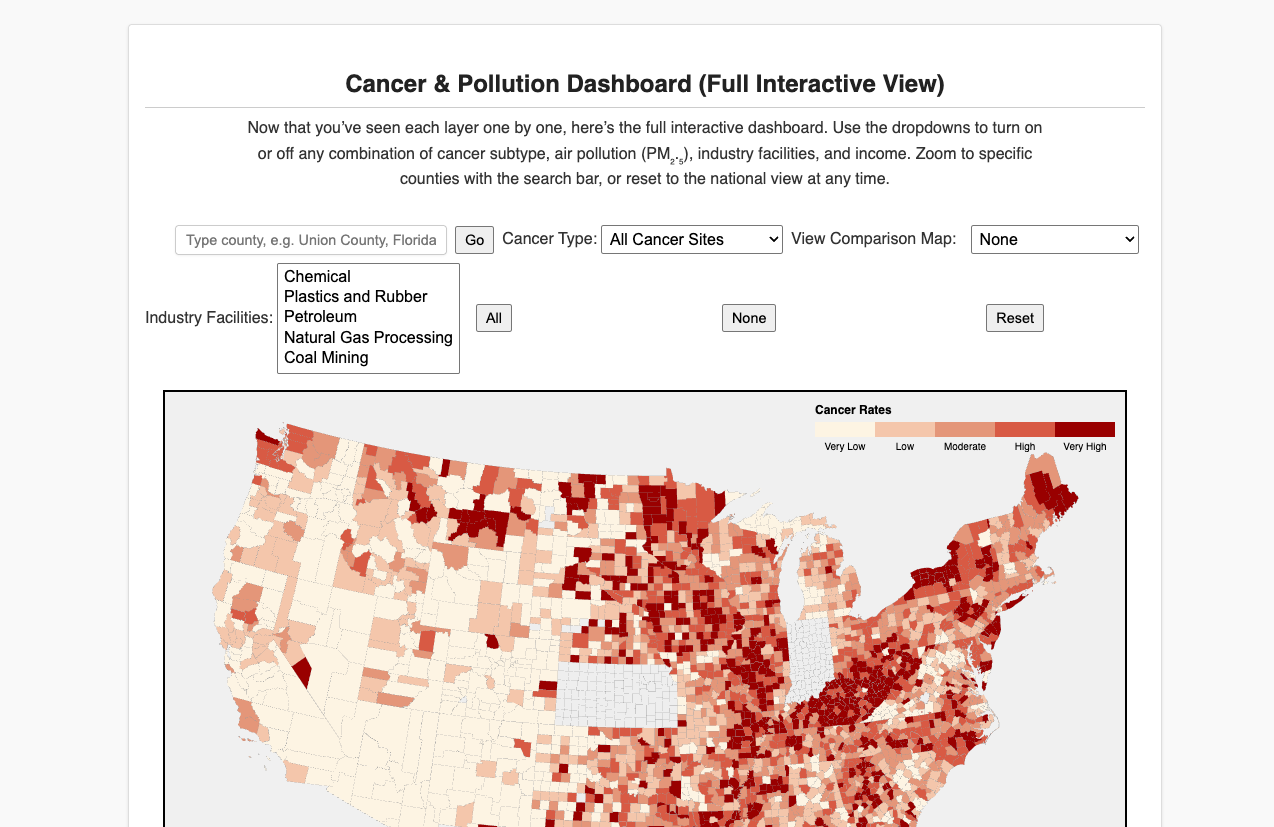 Cancer & Pollution Dashboard (Full Interactive View)
Now that you’ve seen each layer one by one, here’s the full interactive dashboard. Use the dropdowns to turn on
or off any combination of cancer subtype, air pollution (PM₂.₅), industry facilities, and income. Zoom to specific
counties with the search bar, or reset to the national view at any time.
Type county, e.g. Union County, Florida Go Cancer Type: All Cancer Sites View Comparison Map: None
Chemical
Plastics and Rubber
Industry Facilities: Petroleum All None Reset
Natural Gas Processing
Coal Mining
Cancer Rates
Very Low Low Moderate High Very High